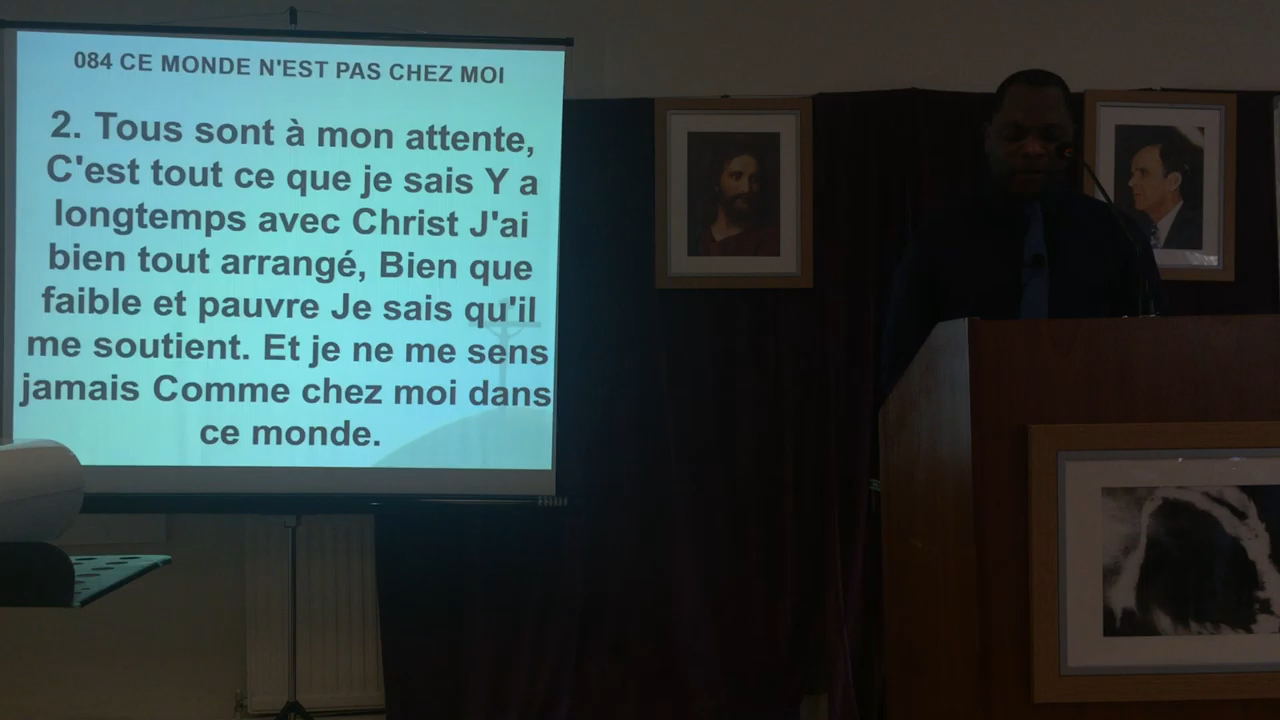 084 CE MONDE N'EST PAS CHEZ MOI
2. Tous sont à mon attente,
C'est tout ce que je sais Y a
longtemps avec Christ J'ai
bien tout arrangé, Bien que
faible et pauvre Je sais qu'il
me soutient. Et je ne me sens
jamais Comme chez moi dans
ce monde.